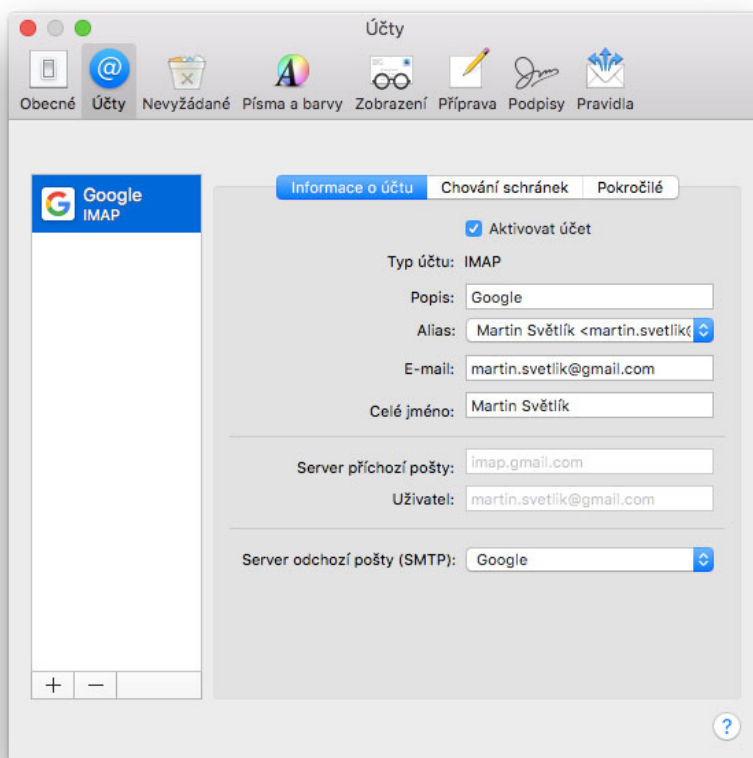 Účty
Obecné Účty Nevyžádané Písma a barvy Zobrazení Příprava Podpisy Pravidla
Google
IMAP
Informace o účtu Chování schránek Pokročilé
Aktivovat účet
Typ účtu: IMAP
Popis: Google
Alias: Martin Světlík <martin.svetlik@
E-mail: martin.svetlik@gmail.com
Celé jméno: Martin Světlík
Server příchozí pošty: imap.gmail.com
Uživatel: martin.svetlik@gmail.com
Server odchozí pošty (SMTP): Google
+ −
?